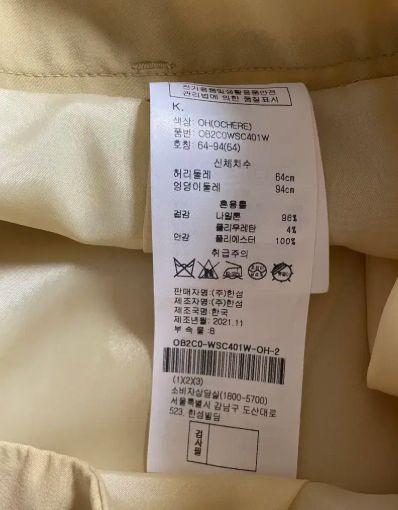 전기용품및생활용품안전
관리법에 의한 품질표시
K.
색상: OH(OCHERE)
품번: OB2C0WSC401W
호칭: 64-94(64)
신체치수
허리둘레 64cm
엉덩이둘레 94cm
혼용률
겉감 나일론 96%
폴리우레탄 4%
안감 폴리에스터 100%
취급주의
판매자명:(주)한섬
제조자명:(주)한섬
제조국명:한국
제조년월: 2021.11
부 속 물: B
OB2C0-WSC401W-OH-2
(1)(2)(3)
소비자상담실(1800-5700)
서울특별시 강남구 도산대로
523. 한섬빌딩
검사필